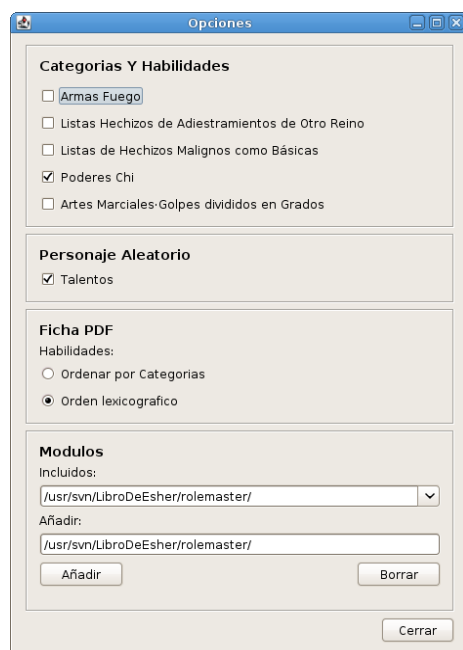 Opciones
Categorias Y Habilidades
Armas Fuego
Listas Hechizos de Adiestramientos de Otro Reino
Listas de Hechizos Malignos como Básicas
Poderes Chi
Artes Marciales·Golpes divididos en Grados
Personaje Aleatorio
Talentos
Ficha PDF
Habilidades:
Ordenar por Categorias
Orden lexicografico
Modulos
Incluidos:
/usr/svn/LibroDeEsher/rolemaster/
Añadir:
/usr/svn/LibroDeEsher/rolemaster/
Añadir Borrar
Cerrar